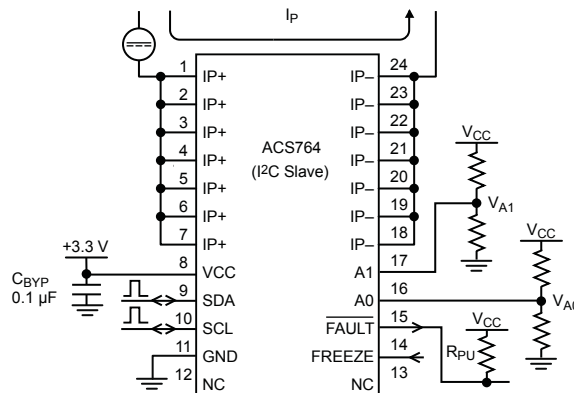 IP
1 IP+ IP– 24
2 IP+ IP– 23
3 IP+ IP– 22
ACS764
4 IP+ IP– 21
(I2C Slave)
5 IP+ IP– 20
6 IP+ IP– 19
7 IP+ IP– 18
VCC
VA1
+3.3 V
8 VCC A1 17
CBYP
0.1 µF
9 SDA A0 16
VCC
VA0
10 SCL FAULT 15
VCC
RPU
11 GND FREEZE 14
12 NC NC 13